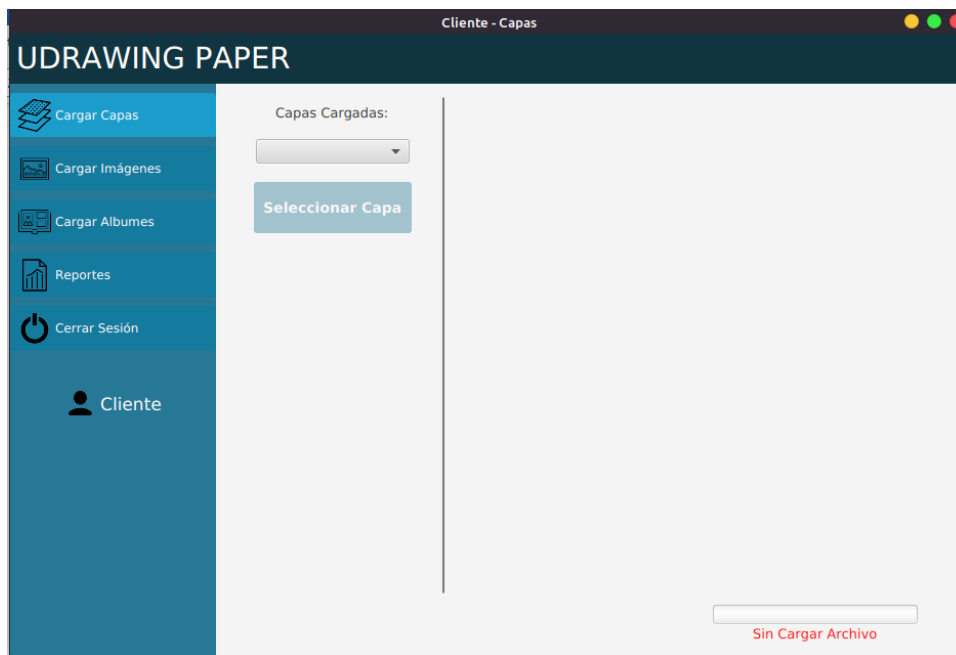 Cliente - Capas
UDRAWING PAPER
Cargar Capas
Cargar Imágenes
Cargar Albumes
Reportes
Cerrar Sesión
Cliente
Capas Cargadas:
Seleccionar Capa
Sin Cargar Archivo